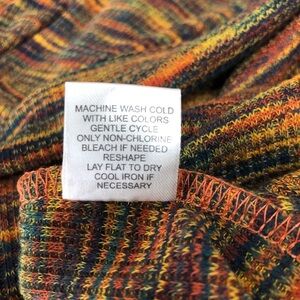 MACHINE WASH COLD
WITH LIKE COLORS
GENTLE CYCLE
ONLY NON-CHLORINE
BLEACH IF NEEDED
RESHAPE
LAY FLAT TO DRY
COOL IRON IF
NECESSARY